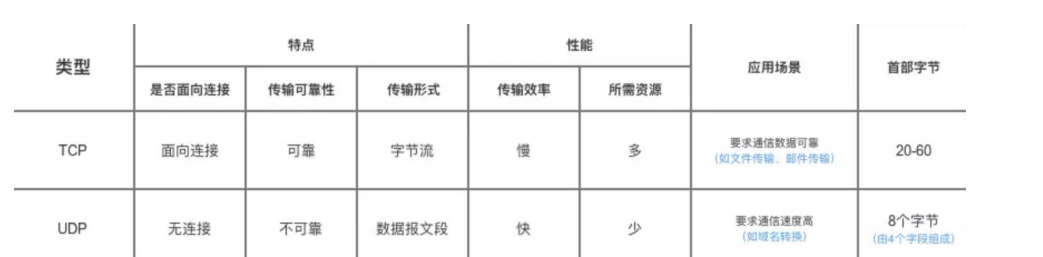 类型
特点
性能
应用场景
首部字节
是否面向连接
传输可靠性
传输形式
传输效率
所需资源
TCP
面向连接
可靠
字节流
慢
多
要求通信数据可靠
(如文件传输、邮件传输)
20-60
UDP
无连接
不可靠
数据报文段
快
少
要求通信速度高
(如域名转换)
8个字节
(由4个字段组成)